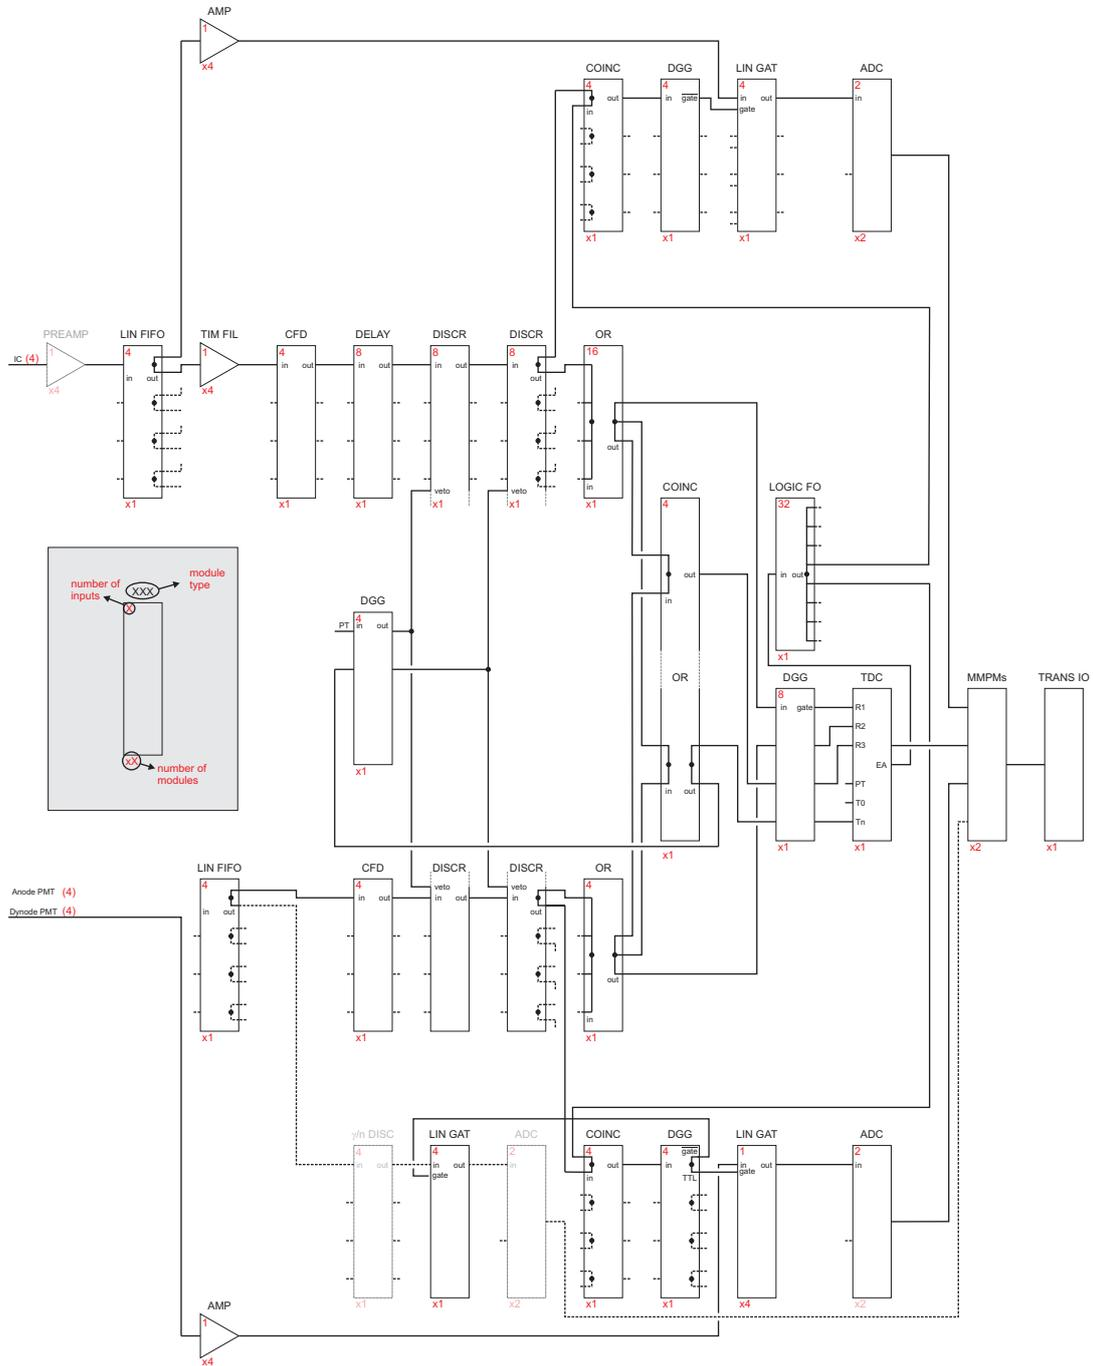 AMP
1
x4
COINC DGG LIN GAT ADC
4 4 4 2
out in gate in out in
in gate
x1 x1 x1 x2
PREAMP LIN FIFO TIM FIL CFD DELAY DISCR DISCR OR
IC (4) 1 4 1 4 8 8 8 16
in out in out in out in out in out
x4 x4
out
in
veto veto
x1 x1 x1 x1 x1 x1
COINC LOGIC FO
4 32
out in out
in
x1
number of inputs
module type
XXX
X
xX
number of modules
DGG
4
PT in out
x1
OR
in out
x1
DGG TDC MMPMs TRANS IO
8
in gate R1
R2
R3
EA
PT
T0
Tn
x1 x1 x2 x1
LIN FIFO CFD DISCR DISCR OR
Anode PMT (4)
Dynode PMT (4)
4 4 veto veto 4
in out in out in out in out
out
in
x1 x1 x1
γ/n DISC LIN GAT ADC COINC DGG LIN GAT ADC
4 4 2 4 4 gate 1 2
in out in out in out in in out in
gate in TTL gate
x1 x1 x2 x1 x1 x4 x2
AMP
1
x4